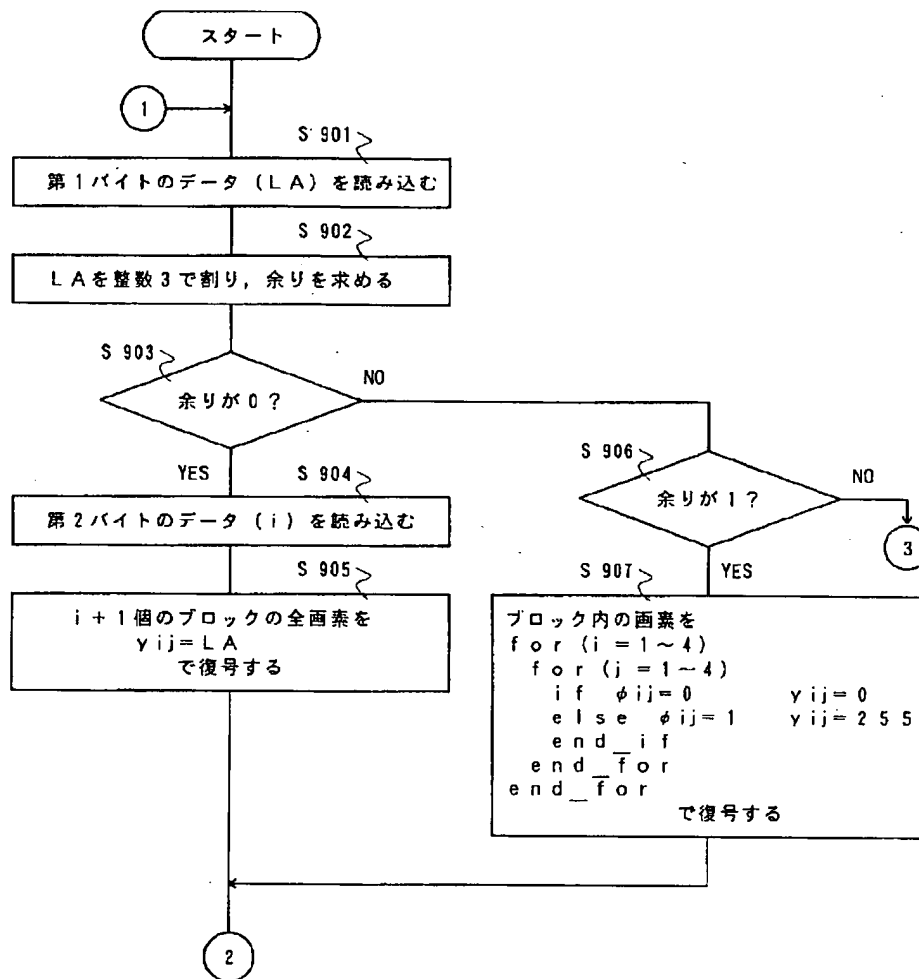 スタート
1
S 901
第1バイトのデータ (LA) を読み込む
S 902
LAを整数3で割り,余りを求める
S 903
余りが0?
NO
YES
S 904
第2バイトのデータ (i) を読み込む
S 905
i+1個のブロックの全画素を
yij=LA
で復号する
S 906
余りが1?
NO
3
YES
S 907
ブロック内の画素を
for (i=1~4)
for (j=1~4)
if φij=0 yij=0
else φij=1 yij=255
end_if
end_for
end_for
で復号する
2